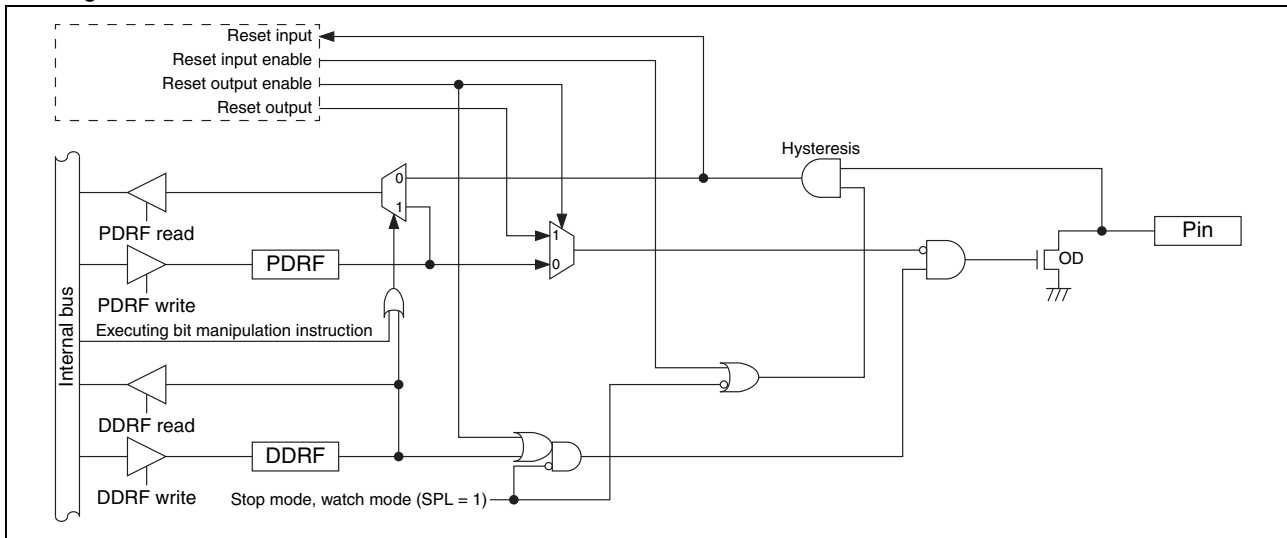 Reset input
Reset input enable
Reset output enable
Reset output
Hysteresis
0
1
PDRF read
1
0
Pin
OD
PDRF
PDRF write
Executing bit manipulation instruction
Internal bus
DDRF read
DDRF
DDRF write
Stop mode, watch mode (SPL = 1)